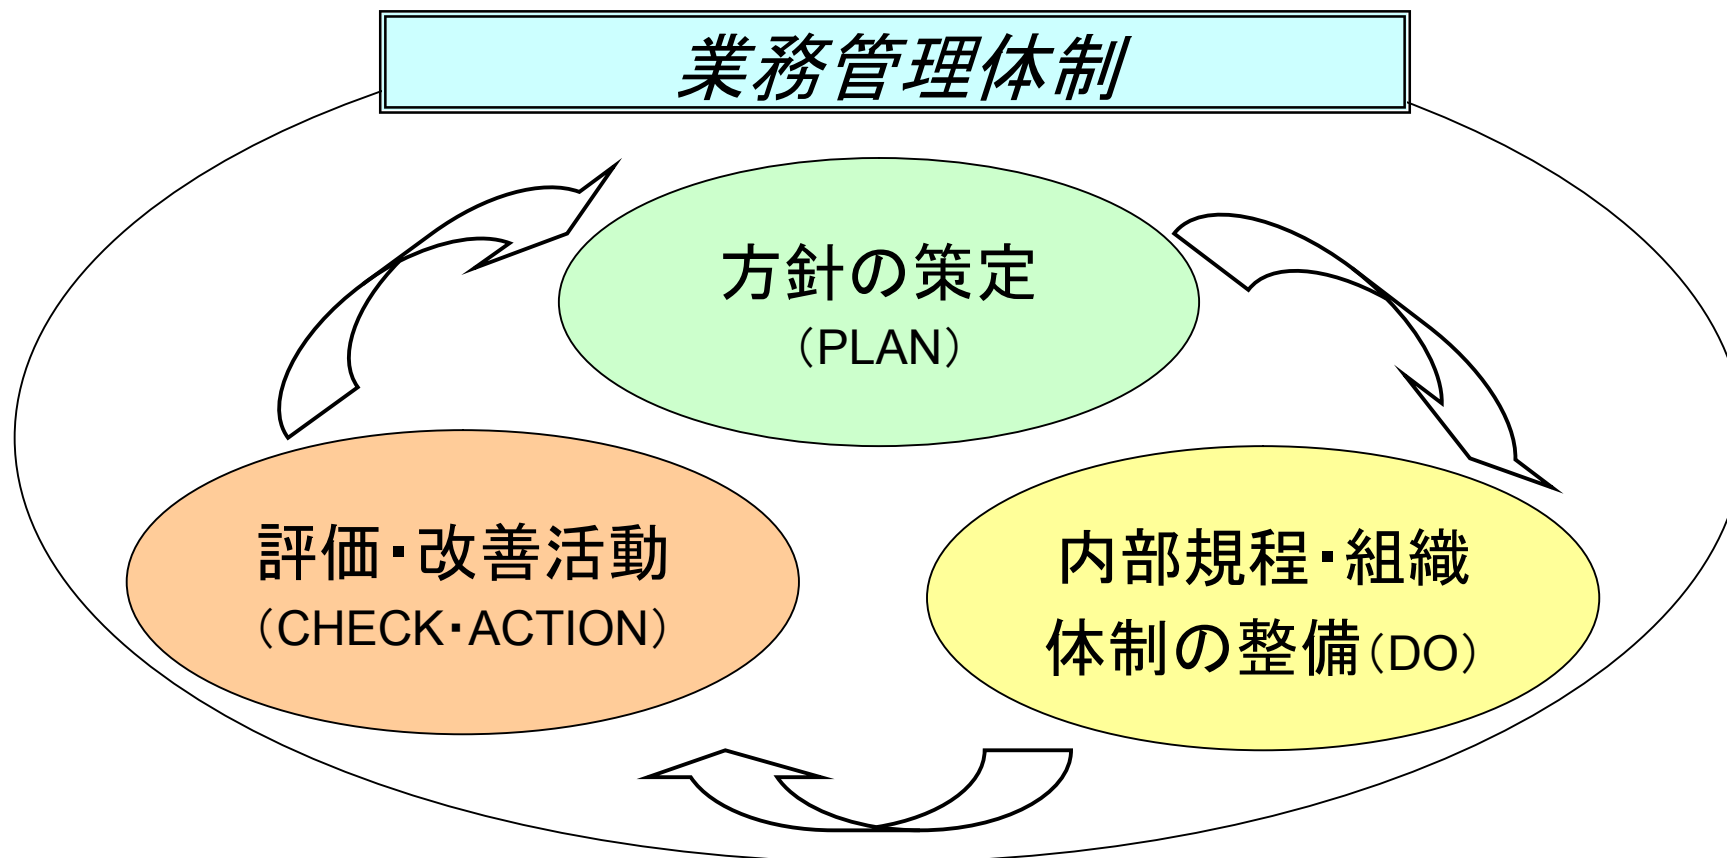 業務管理体制
方針の策定
（PLAN）
評価・改善活動
（CHECK・ACTION）
内部規程・組織
体制の整備（DO）